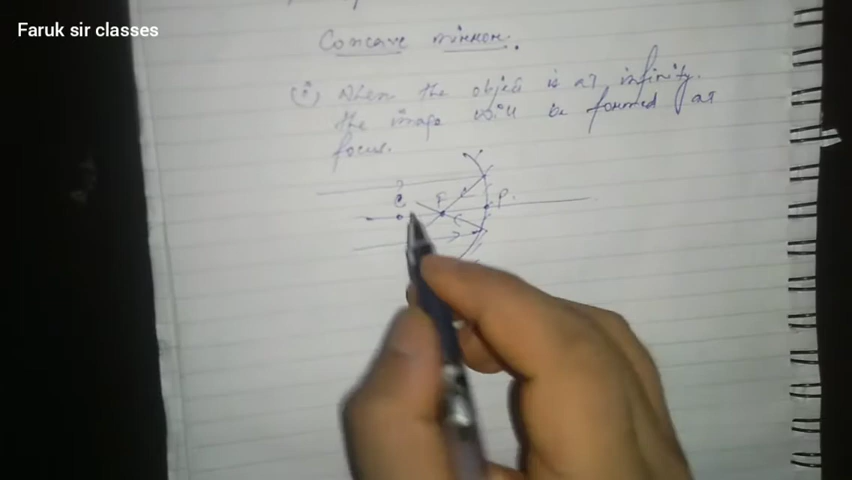 Faruk sir classes
Concave mirror.
(i) When the object is at infinity.
the image will be formed at
focus.
C F P.